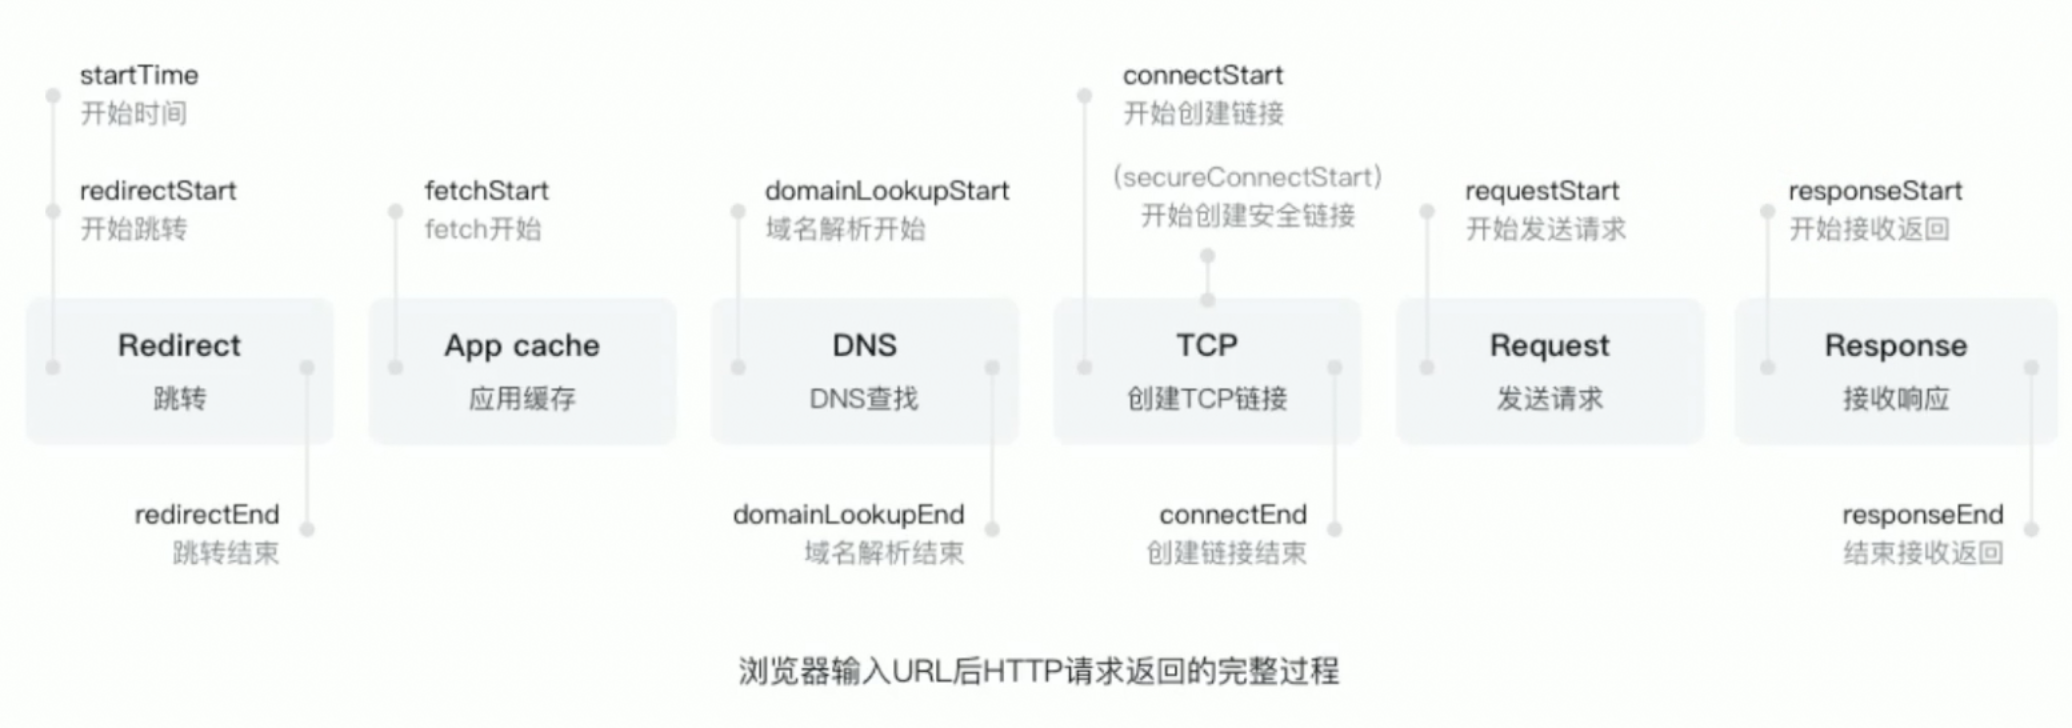 startTime
开始时间
redirectStart
开始跳转
fetchStart
fetch开始
domainLookupStart
域名解析开始
connectStart
开始创建链接
(secureConnectStart)
开始创建安全链接
requestStart
开始发送请求
responseStart
开始接收返回
Redirect
跳转
App cache
应用缓存
DNS
DNS查找
TCP
创建TCP链接
Request
发送请求
Response
接收响应
redirectEnd
跳转结束
domainLookupEnd
域名解析结束
connectEnd
创建链接结束
responseEnd
结束接收返回
浏览器输入URL后HTTP请求返回的完整过程